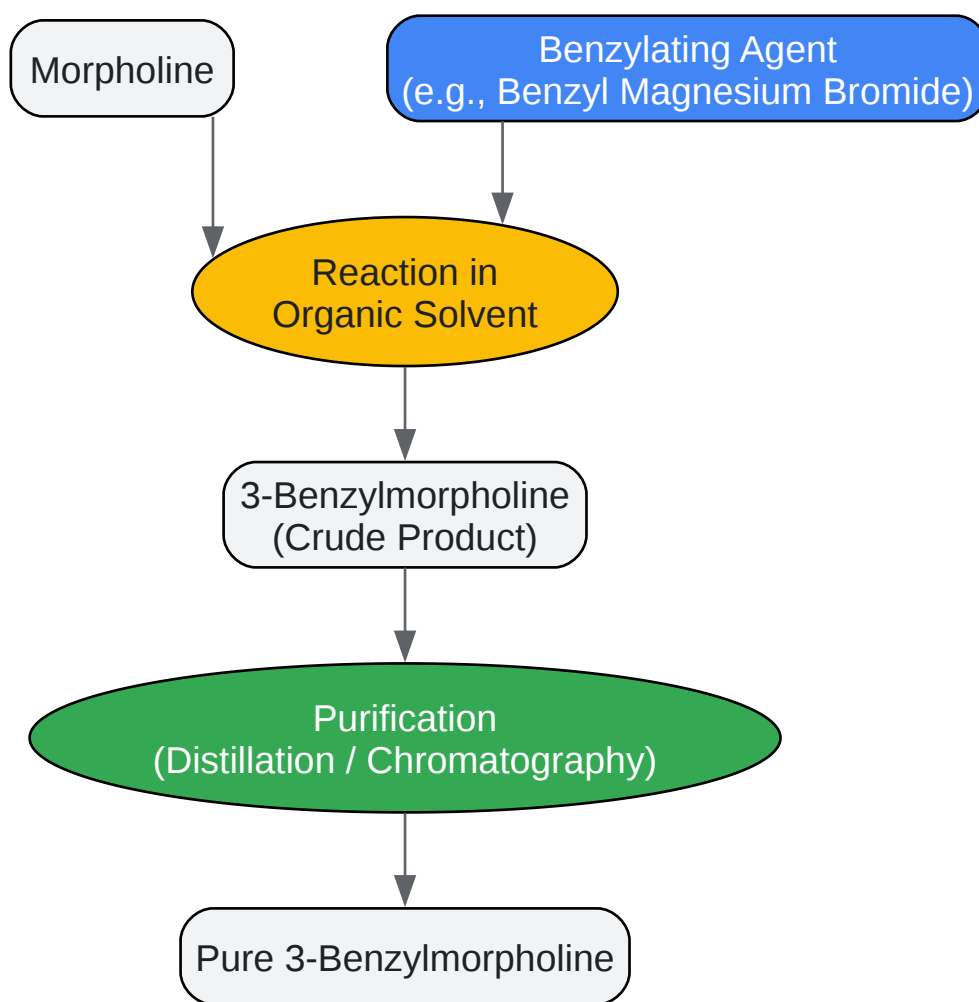 Morpholine
Benzylating Agent
(e.g., Benzyl Magnesium Bromide)
Reaction in
Organic Solvent
3-Benzylmorpholine
(Crude Product)
Purification
(Distillation / Chromatography)
Pure 3-Benzylmorpholine